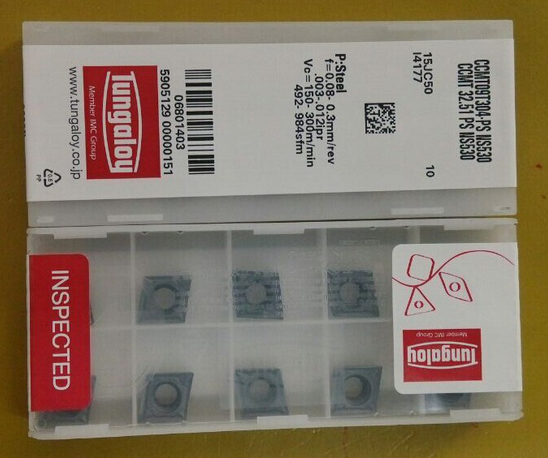 CCMT09T304-PS NS530
CCMT 32.51 PS NS530
15JC50
I4177
10
P:Steel
f=0.08- 0.3mm/rev
.003-.012ipr
Vc=150- 300m/min
492- 984sfm
06801403
5905129 00000151
Tungaloy
Member IMC Group
www.tungaloy.co.jp
PP
INSPECTED
Tungaloy
Member IMC Group